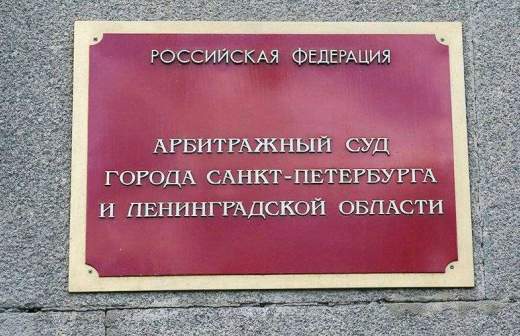 РОССИЙСКАЯ ФЕДЕРАЦИЯ
АРБИТРАЖНЫЙ СУД
ГОРОДА САНКТ-ПЕТЕРБУРГА
И ЛЕНИНГРАДСКОЙ ОБЛАСТИ